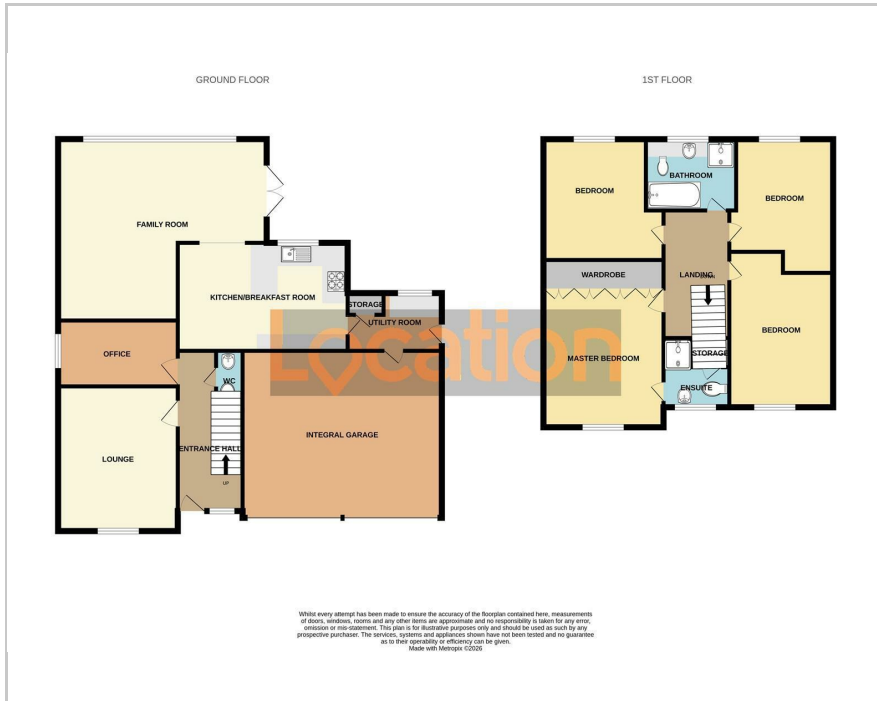 GROUND FLOOR
1ST FLOOR
FAMILY ROOM
KITCHEN/BREAKFAST ROOM
STORAGE
UTILITY ROOM
OFFICE
WC
LOUNGE
ENTRANCE HALL
UP
INTEGRAL GARAGE
Location
BEDROOM
BATHROOM
BEDROOM
WARDROBE
LANDING
DOWN
MASTER BEDROOM
STORAGE
ENSUITE
BEDROOM
Whilst every attempt has been made to ensure the accuracy of the floorplan contained here, measurements
of doors, windows, rooms and any other items are approximate and no responsibility is taken for any error,
omission or mis-statement. This plan is for illustrative purposes only and should be used as such by any
prospective purchaser. The services, systems and appliances shown have not been tested and no guarantee
as to their operability or efficiency can be given.
Made with Metropix ©2026